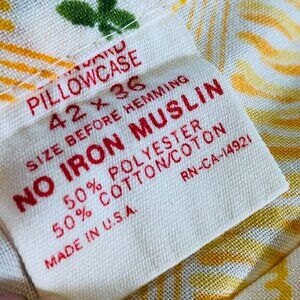 STANDARD
PILLOWCASE
42 × 36
SIZE BEFORE HEMMING
NO IRON MUSLIN
50% POLYESTER
50% COTTON/COTON
MADE IN U.S.A.
RN-CA-14921